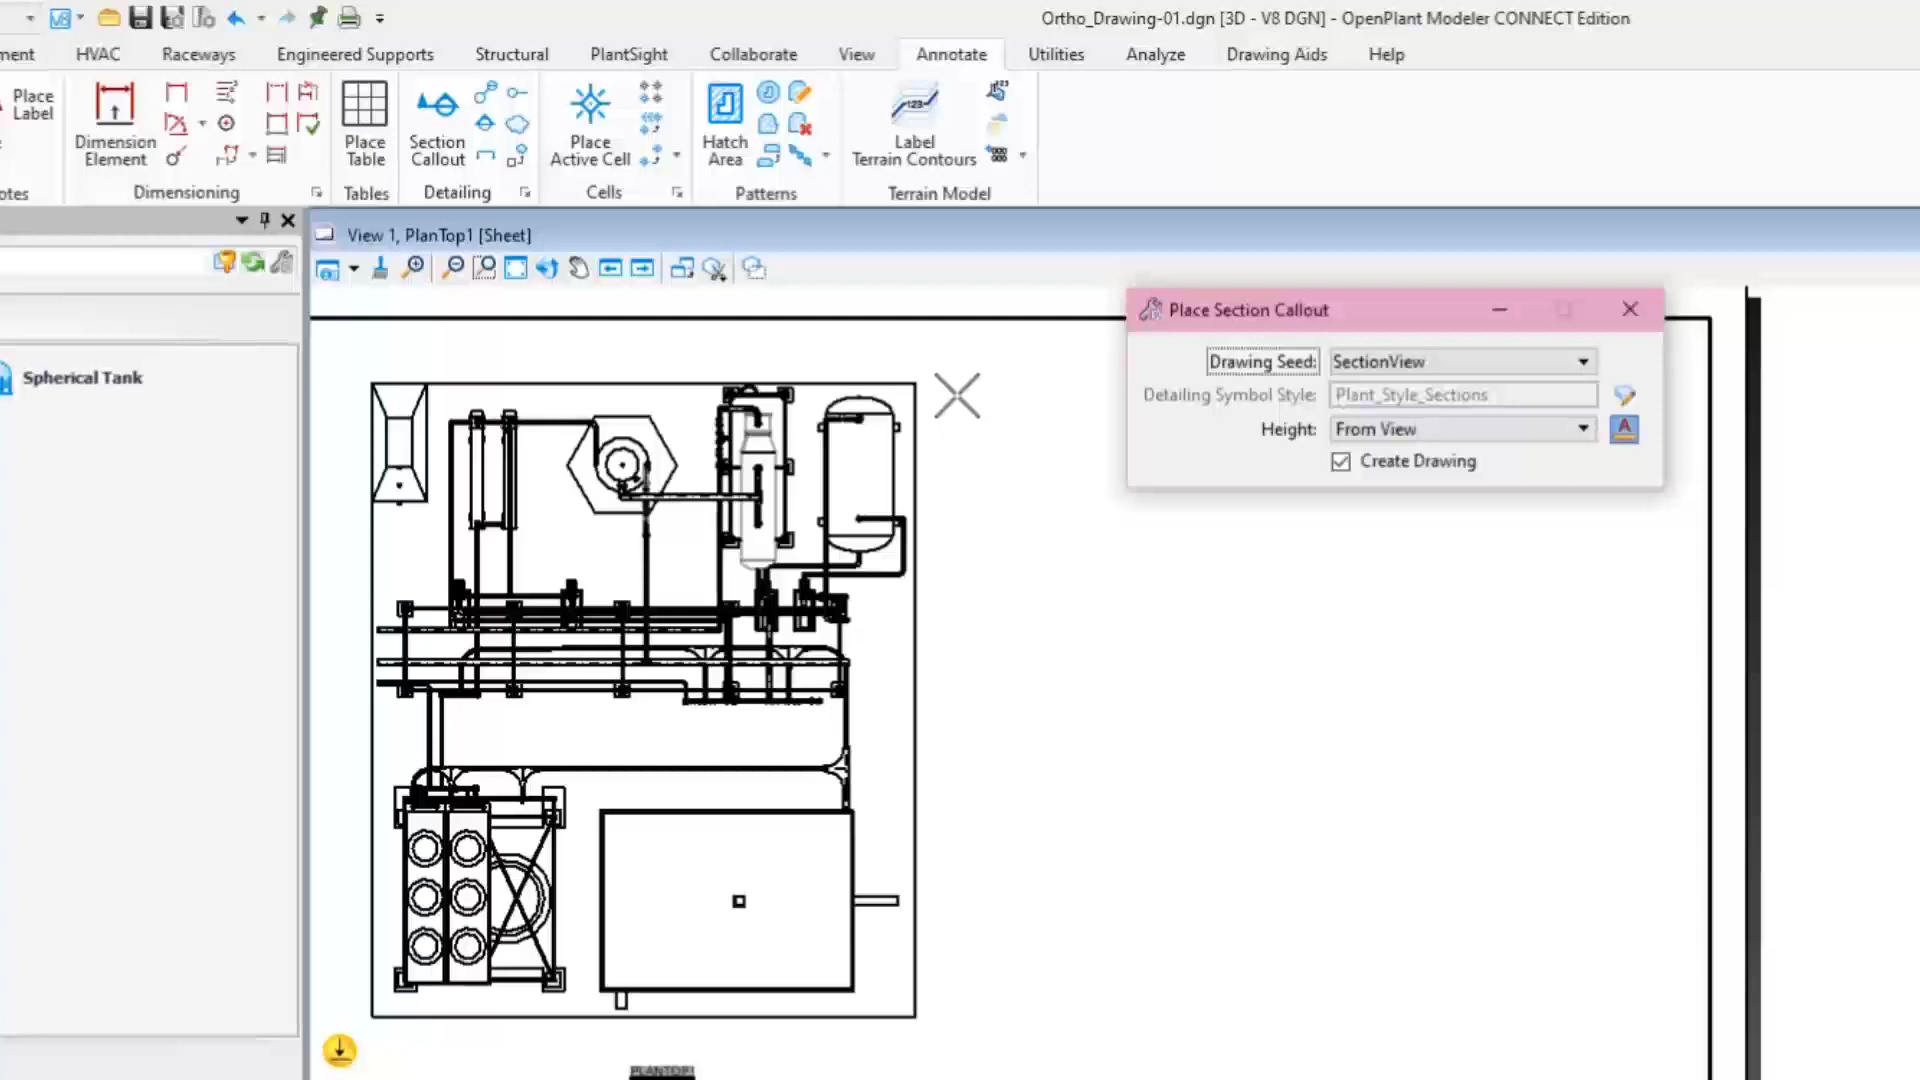 Ortho_Drawing-01.dgn [3D - V8 DGN] - OpenPlant Modeler CONNECT Edition
ment HVAC Raceways Engineered Supports Structural PlantSight Collaborate View Annotate Utilities Analyze Drawing Aids Help
Place
Label
Dimension
Element
Place
Table
Section
Callout
Place
Active Cell
Hatch
Area
Label
Terrain Contours
otes Dimensioning Tables Detailing Cells Patterns Terrain Model
View 1, PlanTop1 [Sheet]
Spherical Tank
Place Section Callout
Drawing Seed: SectionView
Detailing Symbol Style: Plant_Style_Sections
Height: From View
Create Drawing
PLANTOP1